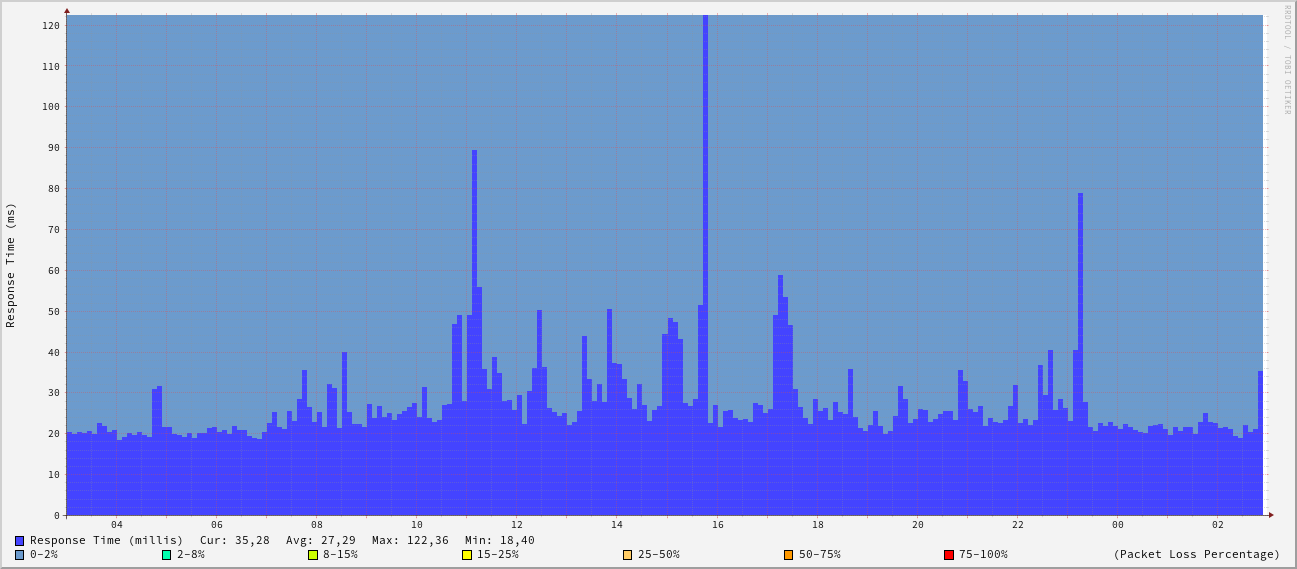 RRDTOOL / TOBI OETIKER
Response Time (ms)
120
110
100
90
80
70
60
50
40
30
20
10
0
04 06 08 10 12 14 16 18 20 22 00 02
Response Time (millis) Cur: 35,28 Avg: 27,29 Max: 122,36 Min: 18,40
0-2% 2-8% 8-15% 15-25% 25-50% 50-75% 75-100% (Packet Loss Percentage)